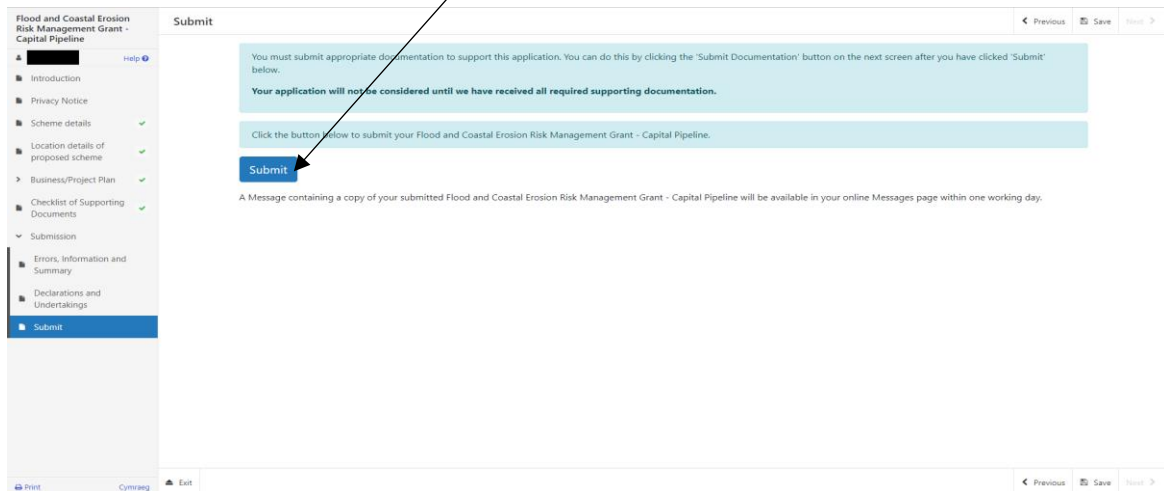 Flood and Coastal Erosion
Risk Management Grant -
Capital Pipeline
Help
Introduction
Privacy Notice
Scheme details
Location details of
proposed scheme
Business/Project Plan
Checklist of Supporting
Documents
Submission
Errors, Information and
Summary
Declarations and
Undertakings
Submit
Print Cymraeg
Submit
Previous Save Next
You must submit appropriate documentation to support this application. You can do this by clicking the 'Submit Documentation' button on the next screen after you have clicked 'Submit'
below.
Your application will not be considered until we have received all required supporting documentation.
Click the button below to submit your Flood and Coastal Erosion Risk Management Grant - Capital Pipeline.
Submit
A Message containing a copy of your submitted Flood and Coastal Erosion Risk Management Grant - Capital Pipeline will be available in your online Messages page within one working day.
Exit Previous Save Next